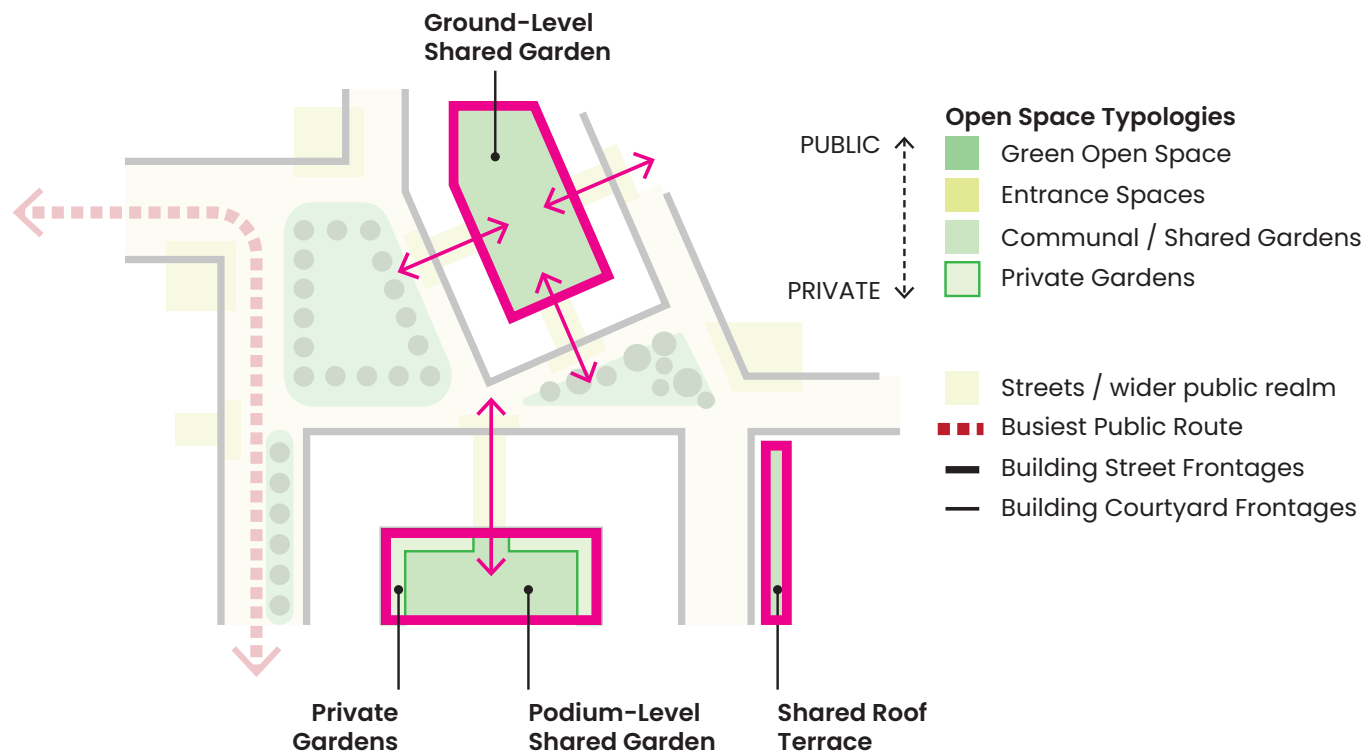 Ground-Level
Shared Garden
PUBLIC
PRIVATE
Open Space Typologies
Green Open Space
Entrance Spaces
Communal / Shared Gardens
Private Gardens
Streets / wider public realm
Busiest Public Route
Building Street Frontages
Building Courtyard Frontages
Private
Gardens
Podium-Level
Shared Garden
Shared Roof
Terrace